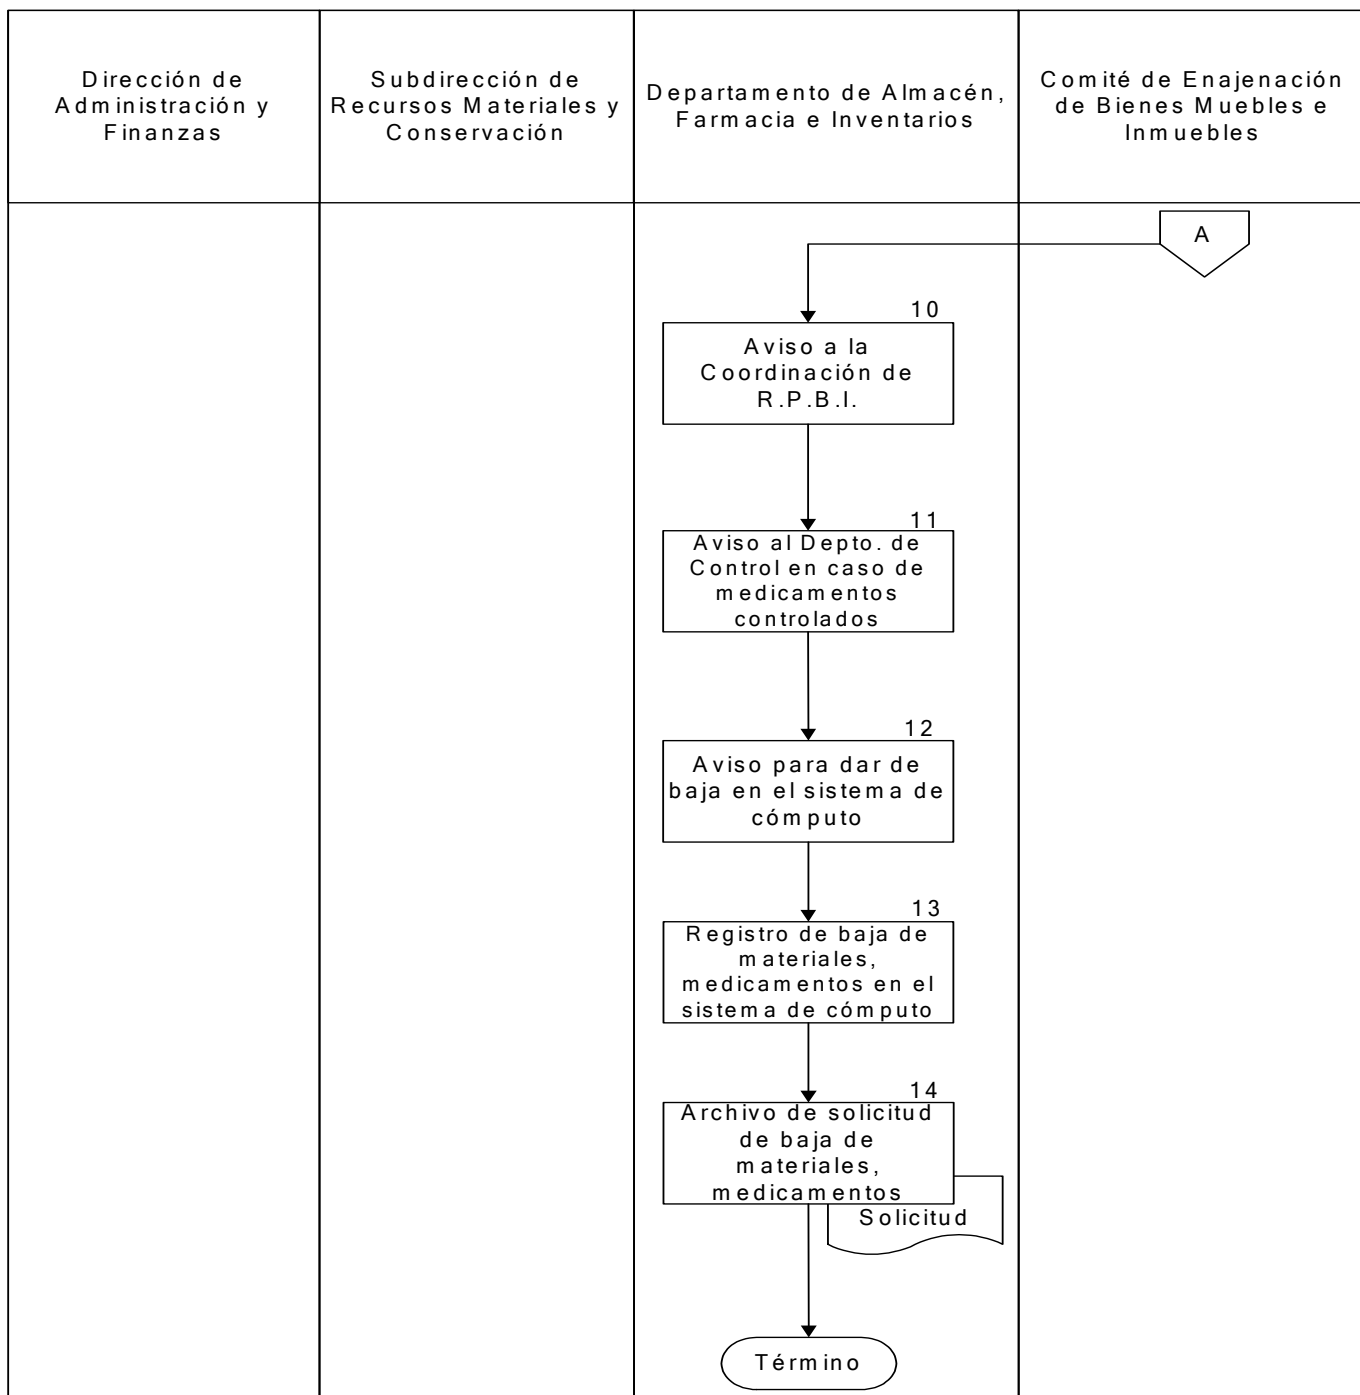 Dirección de
Administración y
Finanzas
Subdirección de
Recursos Materiales y
Conservación
Departamento de Almacén,
Farmacia e Inventarios
Comité de Enajenación
de Bienes Muebles e
Inmuebles
A
10
Aviso a la
Coordinación de
R.P.B.I.
11
Aviso al Depto. de
Control en caso de
medicamentos
controlados
12
Aviso para dar de
baja en el sistema de
cómputo
13
Registro de baja de
materiales,
medicamentos en el
sistema de cómputo
14
Archivo de solicitud
de baja de
materiales,
medicamentos
Solicitud
Término